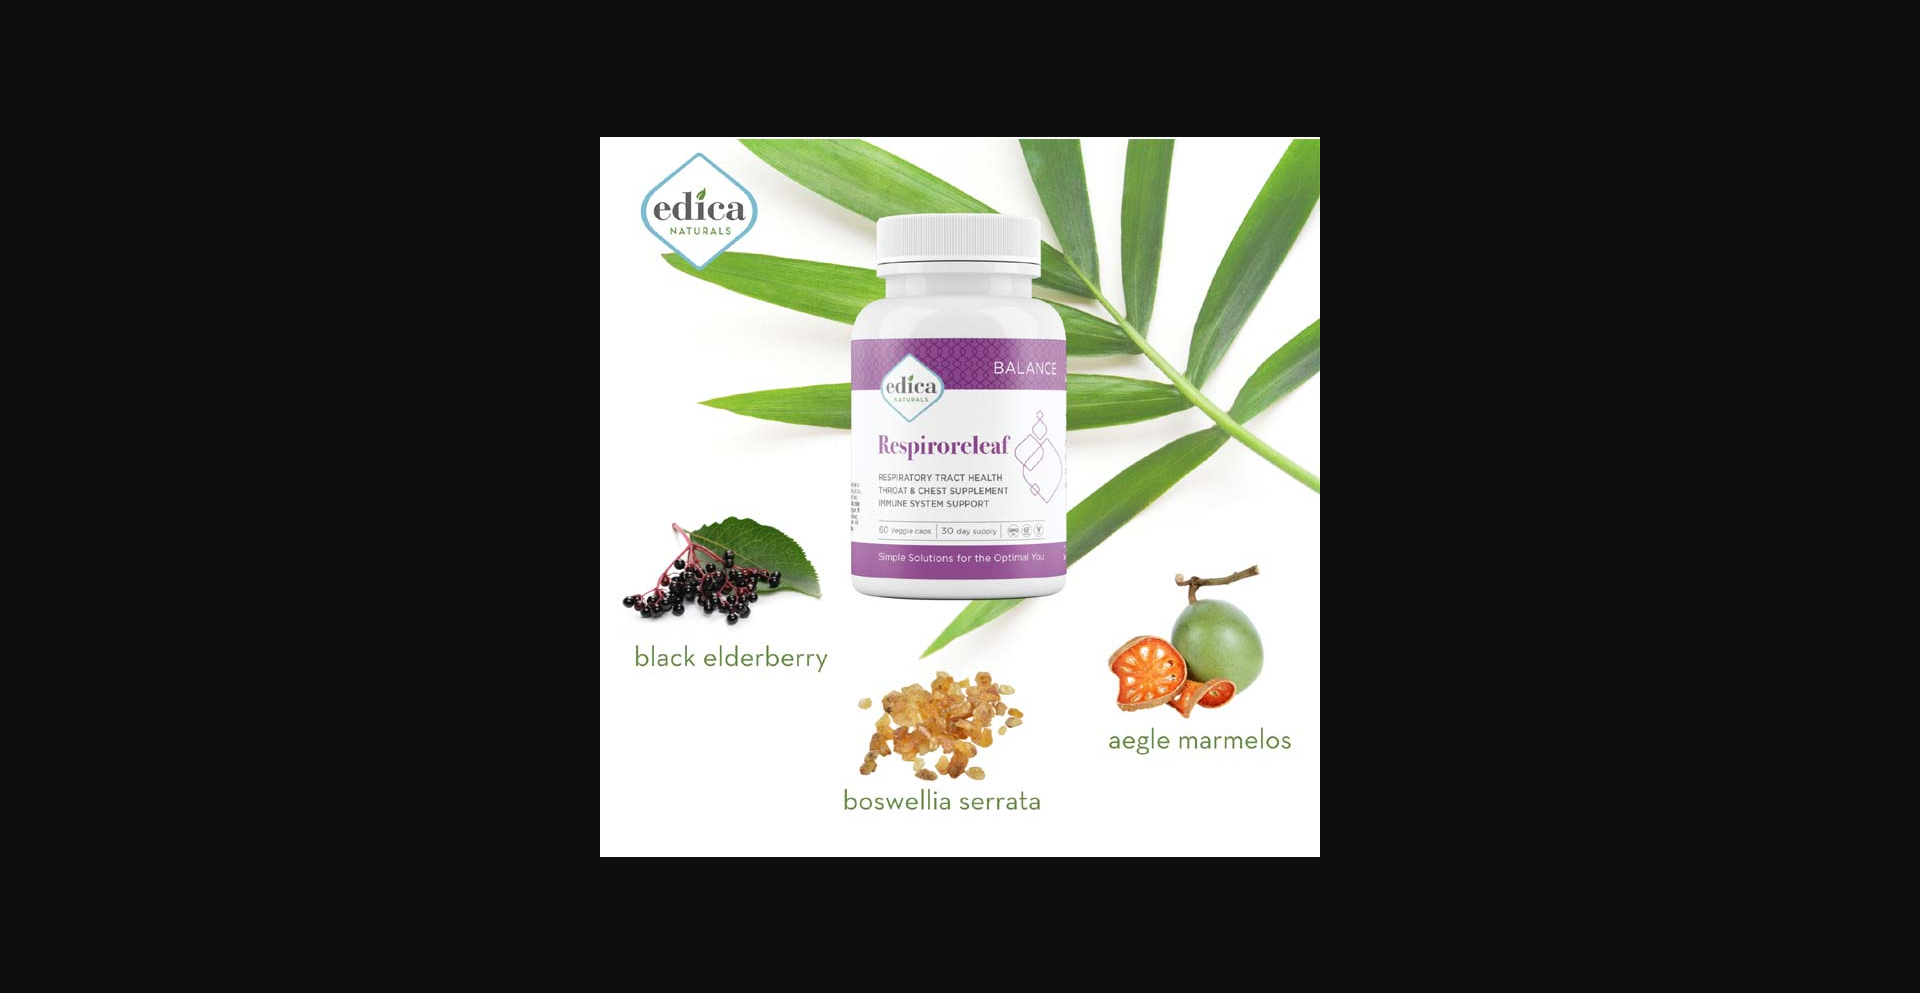 edica
NATURALS
BALANCE
edica
NATURALS
Respiroreleaf
RESPIRATORY TRACT HEALTH
THROAT & CHEST SUPPLEMENT
IMMUNE SYSTEM SUPPORT
60 Veggie caps | 30 day supply
Simple Solutions for the Optimal You
black elderberry
aegle marmelos
boswellia serrata